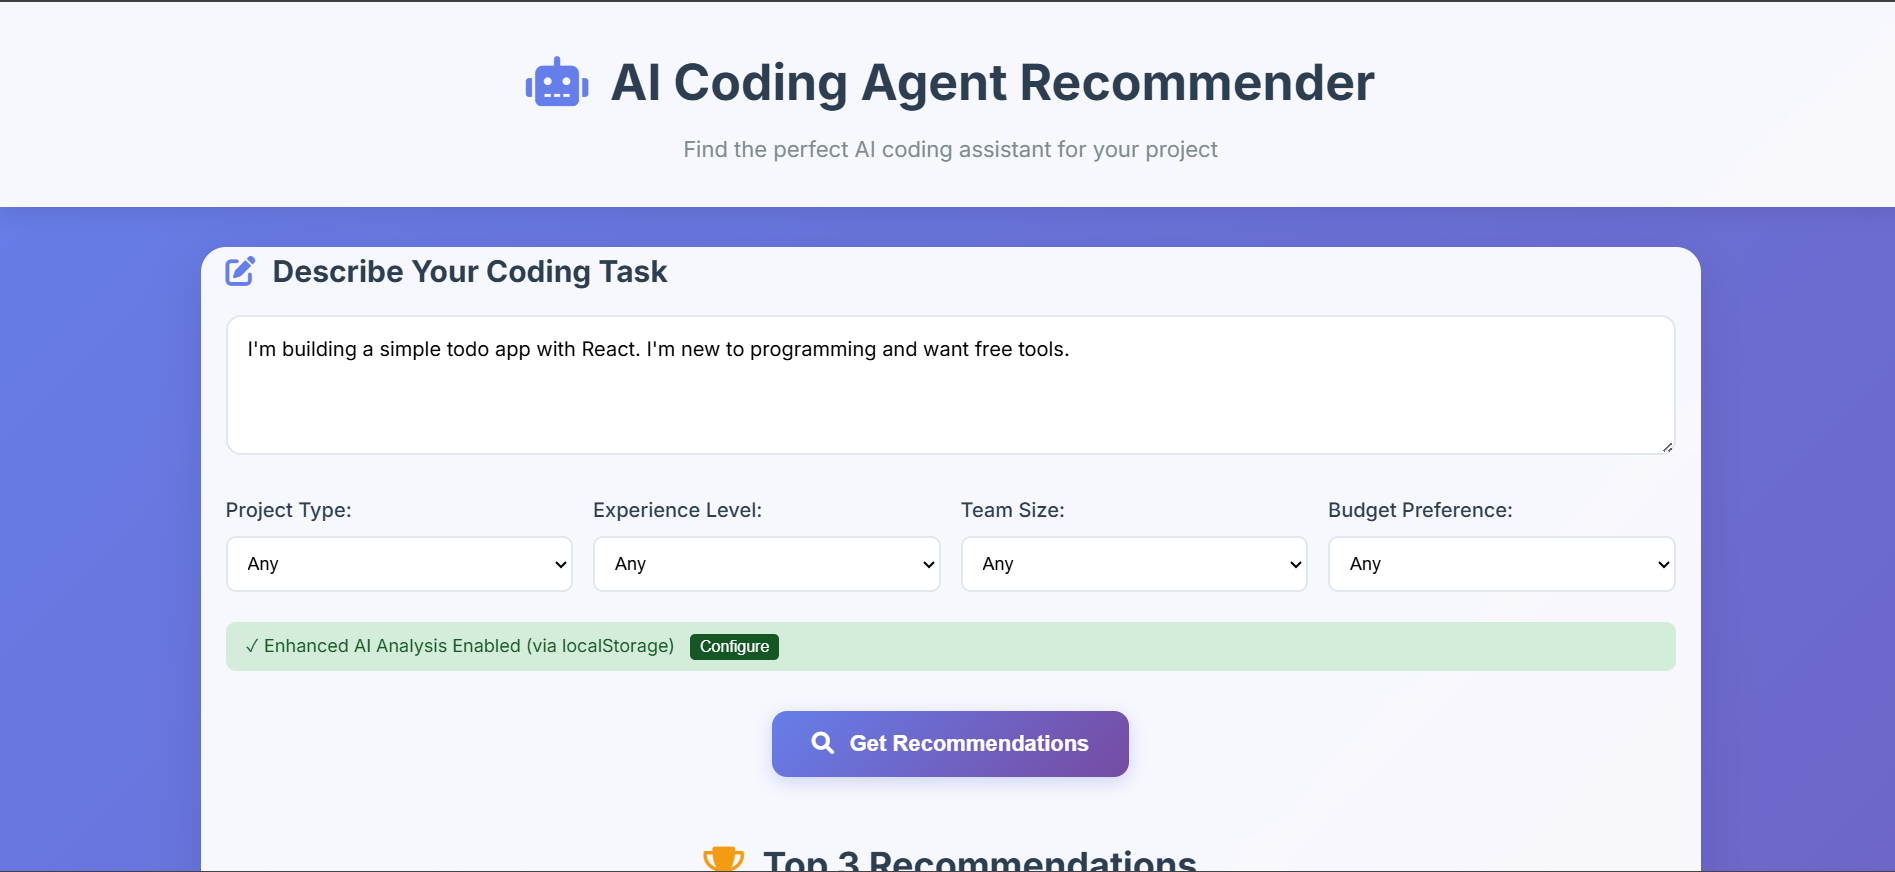 AI Coding Agent Recommender
Find the perfect AI coding assistant for your project
Describe Your Coding Task
I'm building a simple todo app with React. I'm new to programming and want free tools.
Project Type:
Experience Level:
Team Size:
Budget Preference:
Any
Any
Any
Any
✓ Enhanced AI Analysis Enabled (via localStorage)
Configure
Get Recommendations
Top 3 Recommendations